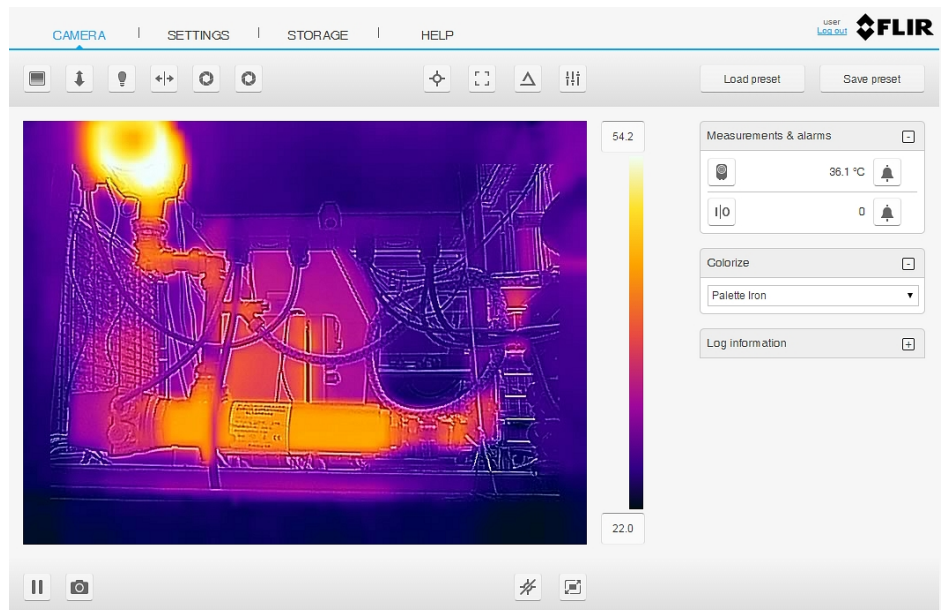 CAMERA
SETTINGS
STORAGE
HELP
user
Log out
FLIR
Load preset
Save preset
54.2
22.0
Measurements & alarms
36.1 °C
I|O
0
Colorize
Palette Iron
Log information